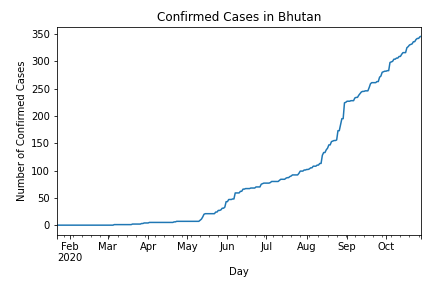 Confirmed Cases in Bhutan
Number of Confirmed Cases
350
300
250
200
150
100
50
0
Feb Mar Apr May Jun Jul Aug Sep Oct
2020
Day